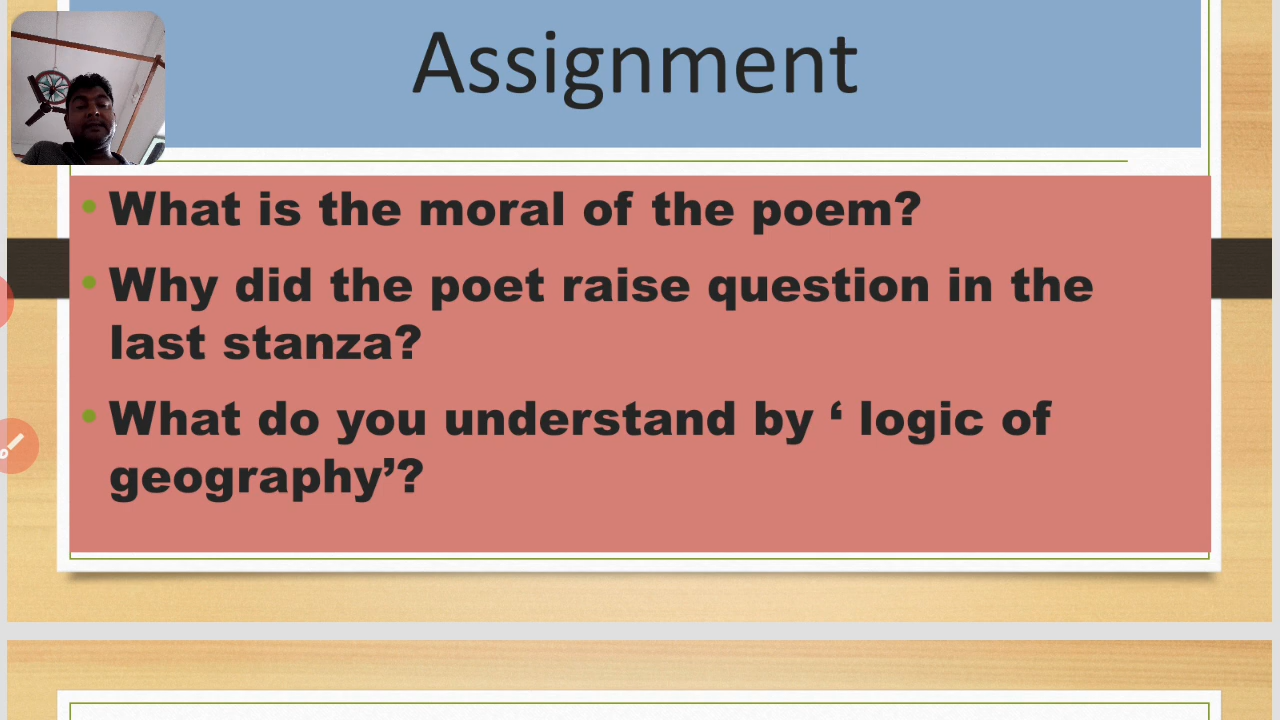 Assignment
• What is the moral of the poem?
• Why did the poet raise question in the
last stanza?
• What do you understand by ‘ logic of
geography’?